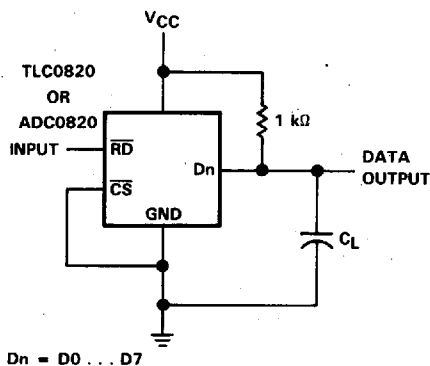 VCC
TLC0820
OR
ADC0820
1 kΩ
INPUT
RD
Dn
DATA
OUTPUT
CS
GND
CL
Dn = D0 . . . D7